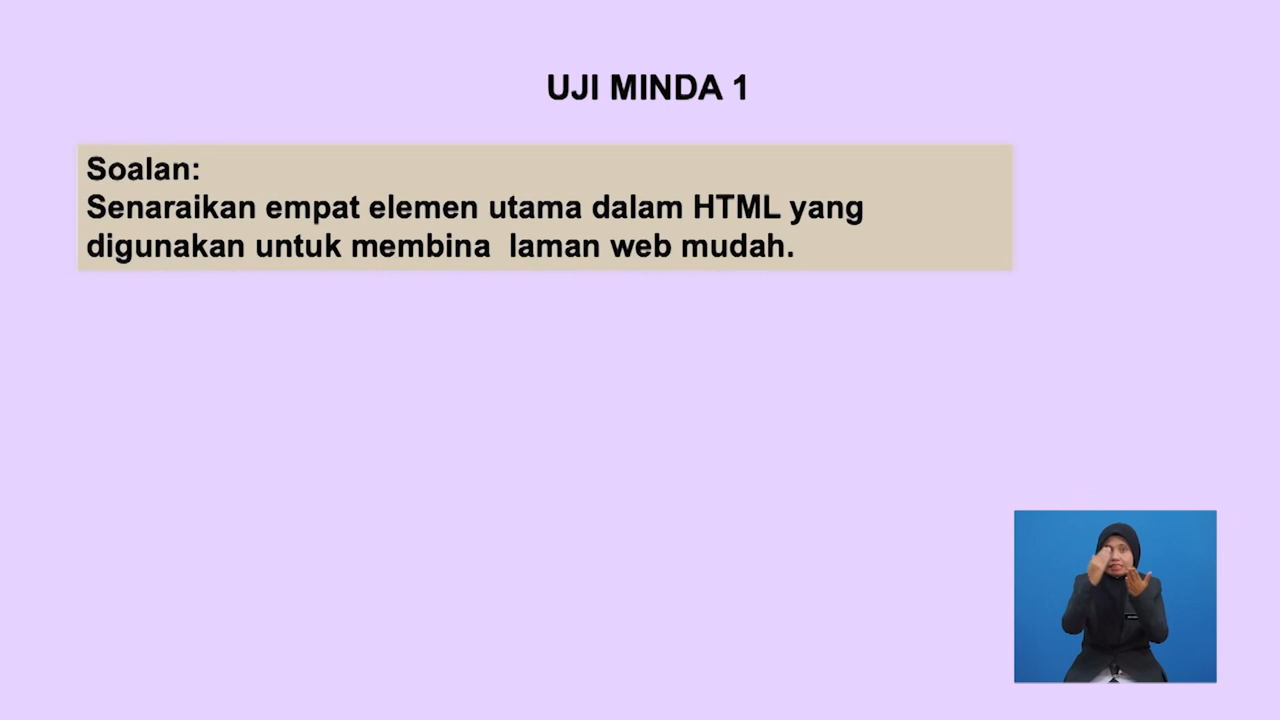 UJI MINDA 1
Soalan:
Senaraikan empat elemen utama dalam HTML yang
digunakan untuk membina  laman web mudah.